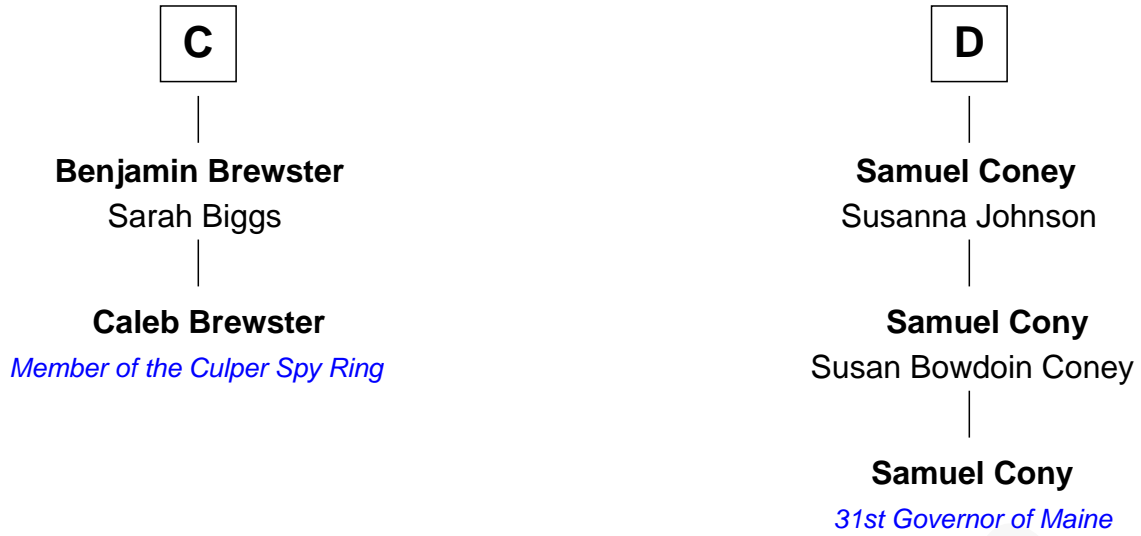 C
Benjamin Brewster
Sarah Biggs
Caleb Brewster
Member of the Culper Spy Ring
D
Samuel Coney
Susanna Johnson
Samuel Cony
Susan Bowdoin Coney
Samuel Cony
31st Governor of Maine